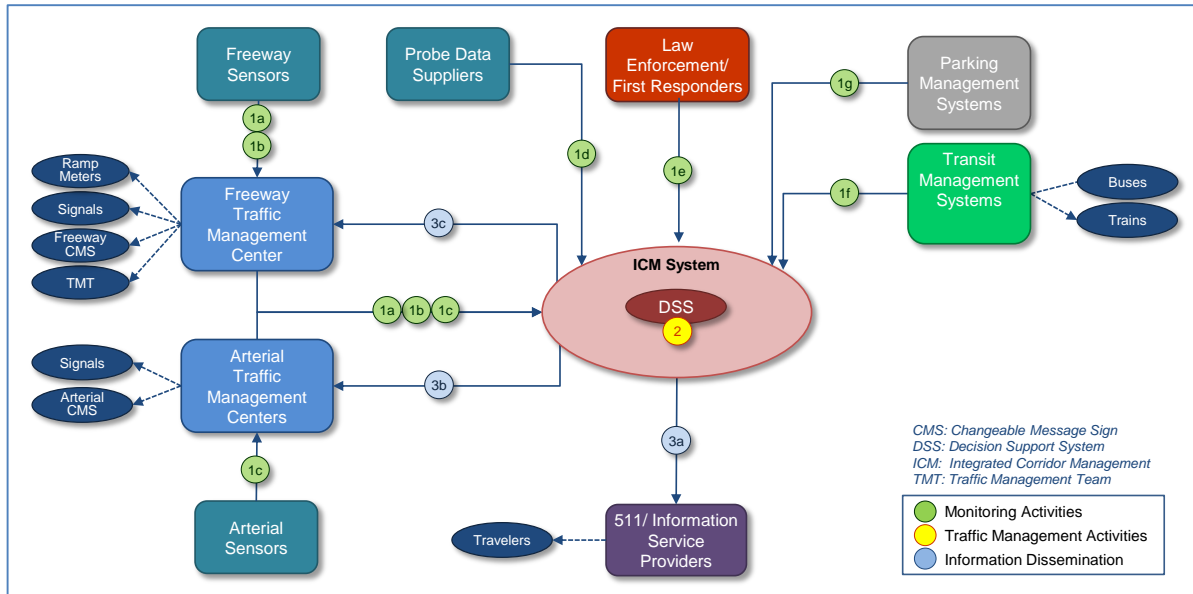 Freeway
Sensors
Probe Data
Suppliers
Law
Enforcement/
First Responders
Parking
Management
Systems
1a
1b
1d
1e
1g
1f
Transit
Management
Systems
Buses
Trains
Ramp
Meters
Signals
Freeway
CMS
TMT
Freeway
Traffic
Management
Center
3c
ICM System
DSS
2
1a
1b
1c
Signals
Arterial
CMS
Arterial
Traffic
Management
Centers
3b
3a
1c
Arterial
Sensors
Travelers
511/ Information
Service
Providers
CMS: Changeable Message Sign
DSS: Decision Support System
ICM: Integrated Corridor Management
TMT: Traffic Management Team
Monitoring Activities
Traffic Management Activities
Information Dissemination